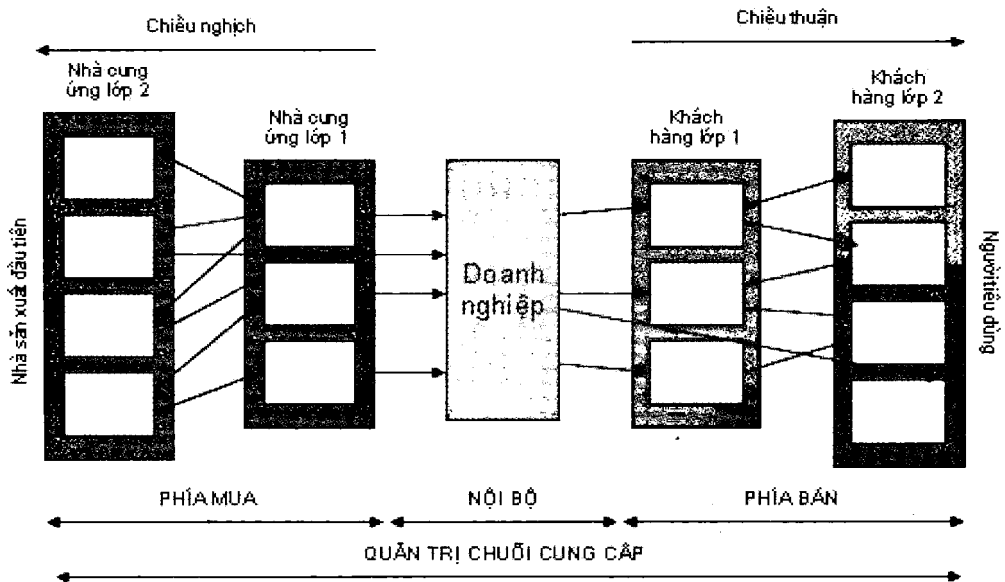 Chiều nghịch
Chiều thuận
Nhà cung
ứng lớp 2
Nhà cung
ứng lớp 1
Khách
hàng lớp 1
Khách
hàng lớp 2
Nhà sản xuất đầu tiên
Doanh
nghiệp
Người tiêu dùng
PHÍA MUA
NỘI BỘ
PHÍA BÁN
QUẢN TRỊ CHUỖI CUNG CẤP